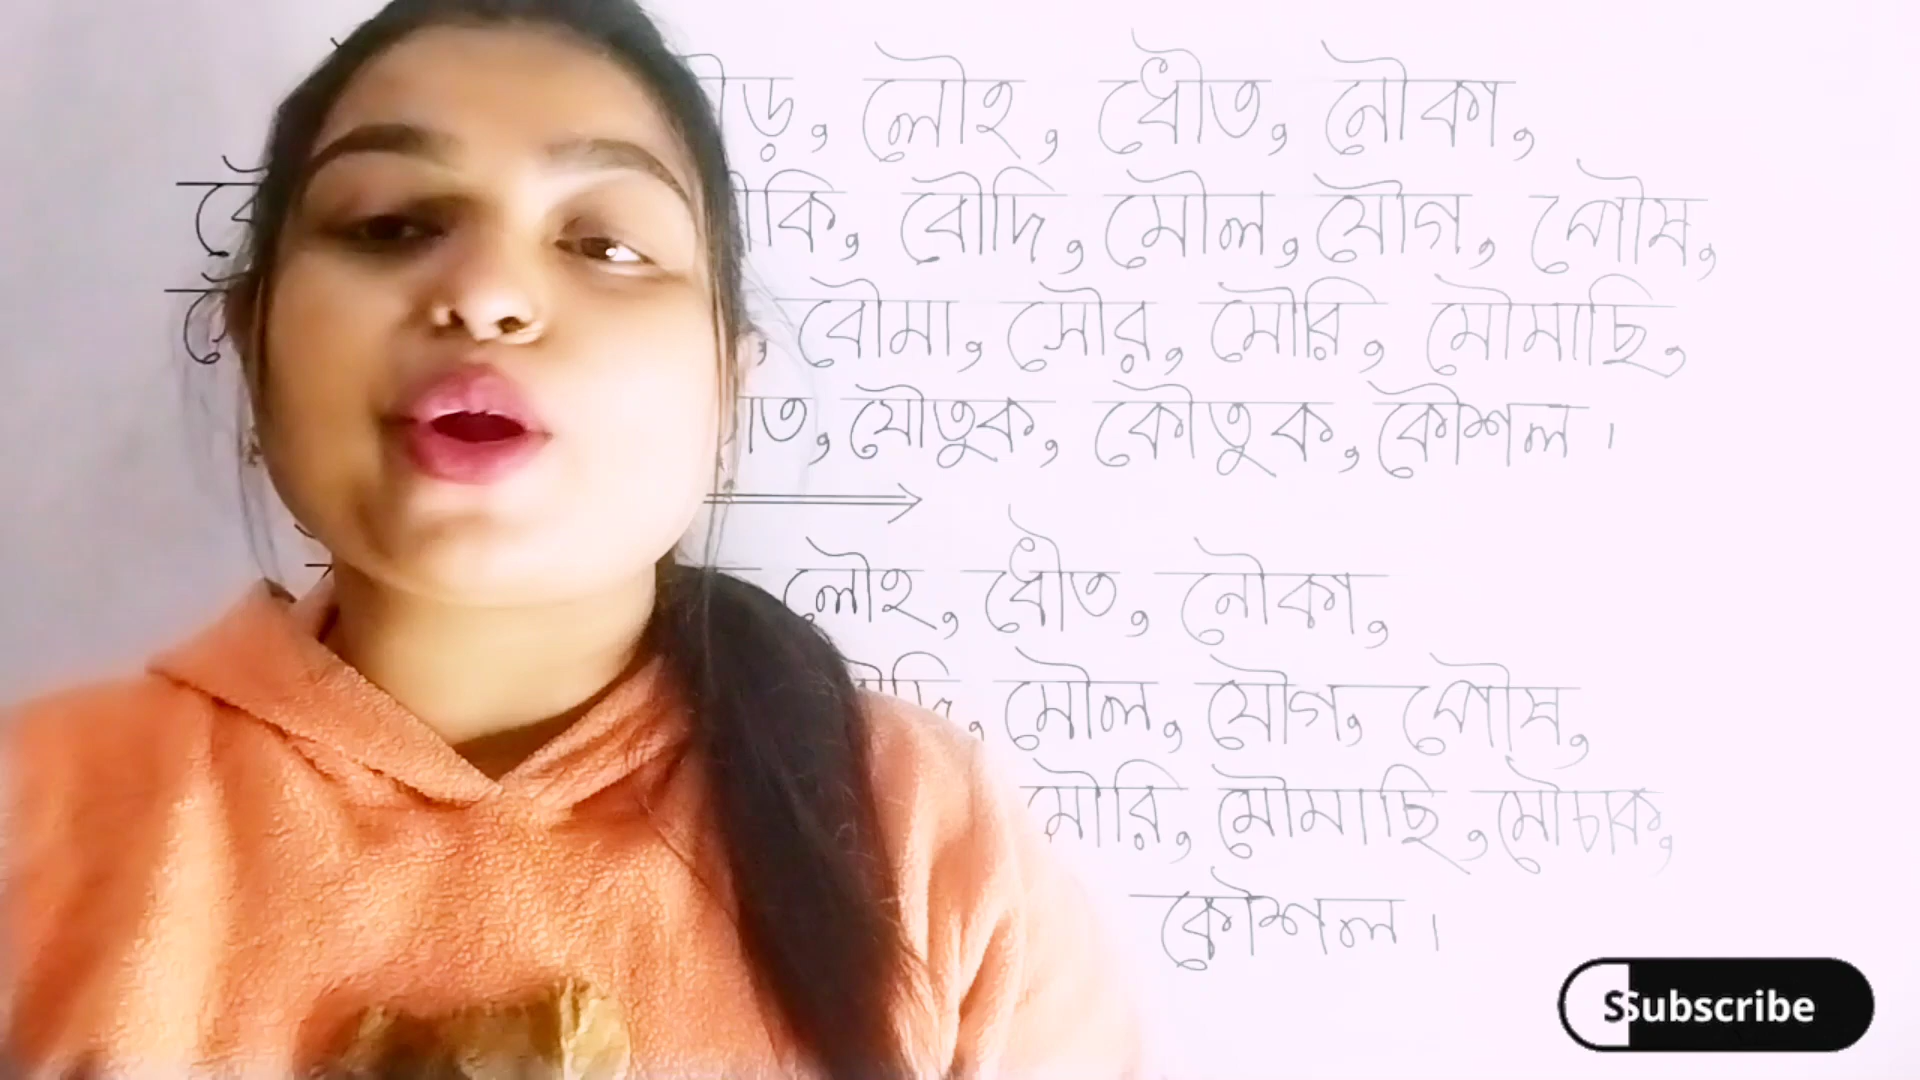 লৌহ, ধৌত, নৌকা,
বৌদি, মৌল, যৌগ, পৌষ,
বৌমা, সৌর, মৌরি, মৌমাছি,
যৌতুক, কৌতুক, কৌশল।
লৌহ, ধৌত, নৌকা,
মৌল, যৌগ, পৌষ,
মৌরি, মৌমাছি, মৌচাক,
কৌশল।
Subscribe